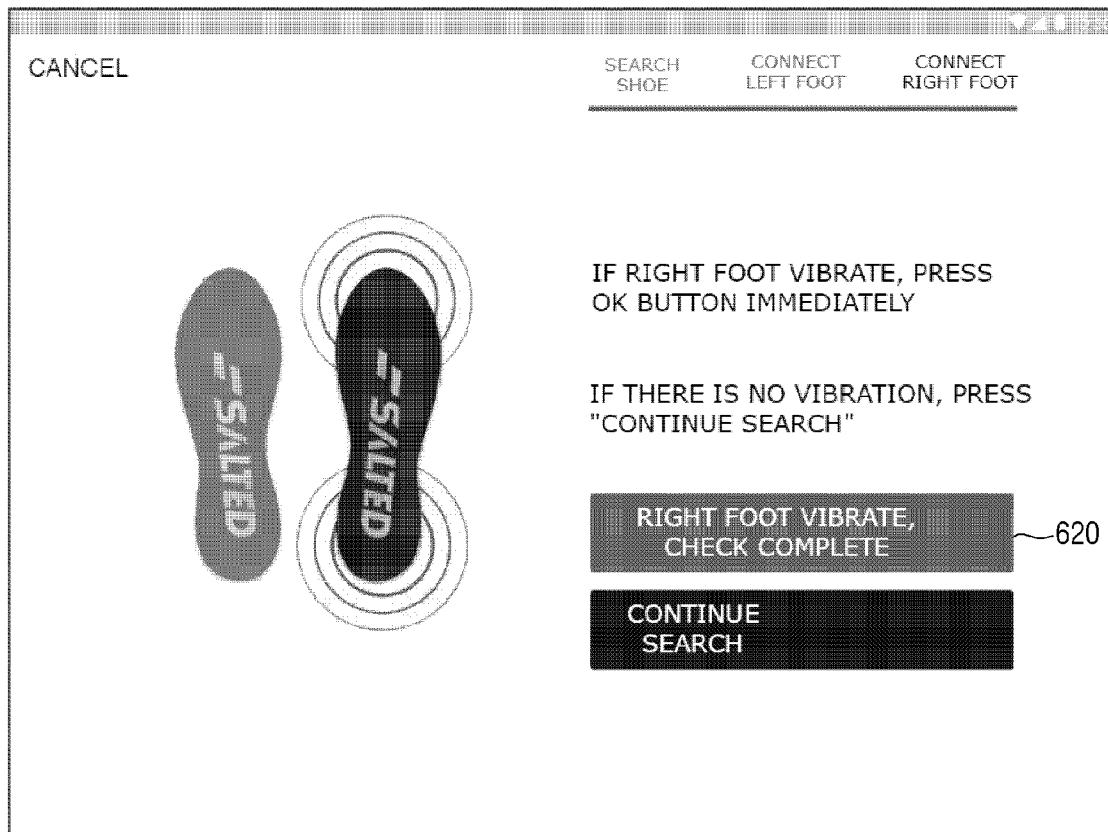 CANCEL
SEARCH
SHOE
CONNECT
LEFT FOOT
CONNECT
RIGHT FOOT
IF RIGHT FOOT VIBRATE, PRESS
OK BUTTON IMMEDIATELY
IF THERE IS NO VIBRATION, PRESS
"CONTINUE SEARCH"
SALTED
SALTED
RIGHT FOOT VIBRATE,
CHECK COMPLETE
620
CONTINUE
SEARCH